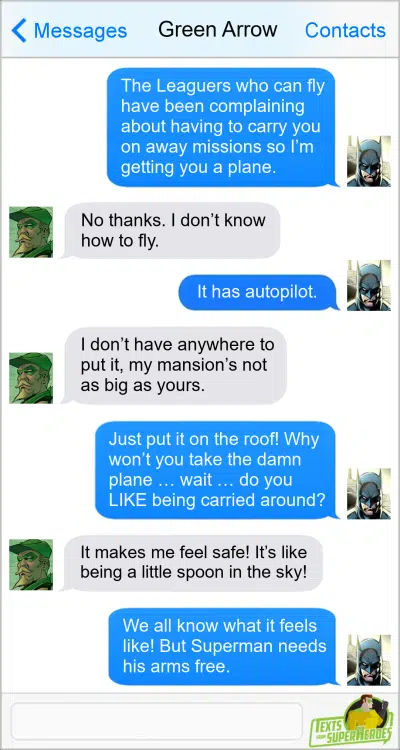 Messages
Green Arrow
Contacts
The Leaguers who can fly
have been complaining
about having to carry you
on away missions so I’m
getting you a plane.
No thanks. I don’t know
how to fly.
It has autopilot.
I don’t have anywhere to
put it, my mansion’s not
as big as yours.
Just put it on the roof! Why
won’t you take the damn
plane … wait … do you
LIKE being carried around?
It makes me feel safe! It’s like
being a little spoon in the sky!
We all know what it feels
like! But Superman needs
his arms free.
TEXTS
FROM SUPERHEROES